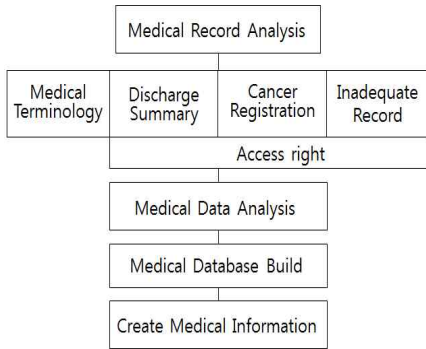 Medical Record Analysis
Medical Terminology
Discharge Summary
Cancer Registration
Inadequate Record
Access right
Medical Data Analysis
Medical Database Build
Create Medical Information